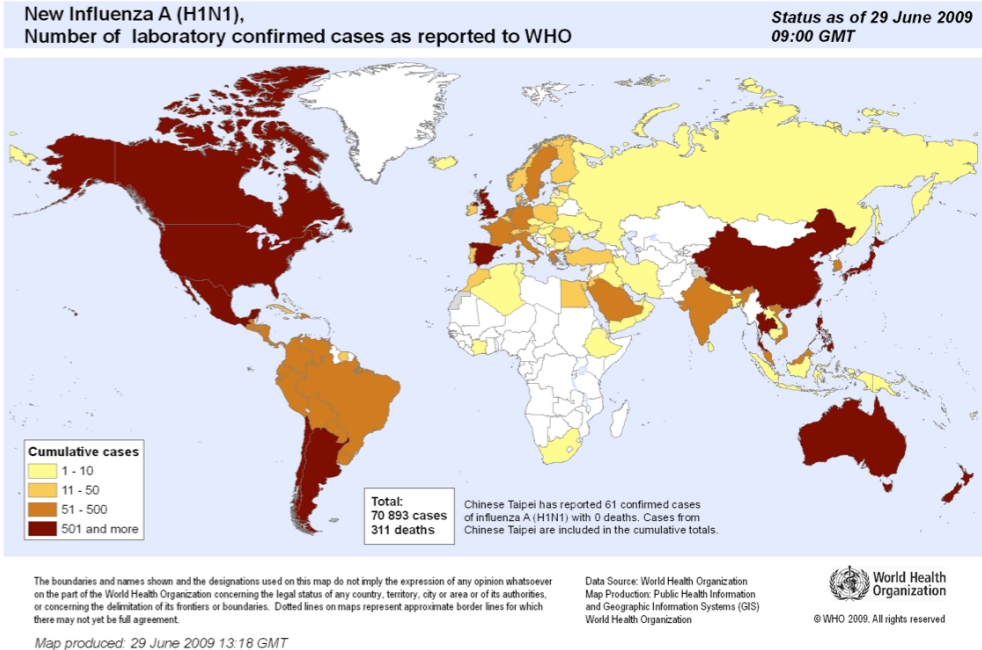 New Influenza A (H1N1),
Number of laboratory confirmed cases as reported to WHO
Status as of 29 June 2009
09:00 GMT
Cumulative cases
1 - 10
11 - 50
51 - 500
501 and more
Total:
70 893 cases
311 deaths
Chinese Taipei has reported 61 confirmed cases
of influenza A (H1N1) with 0 deaths. Cases from
Chinese Taipei are included in the cumulative totals.
The boundaries and names shown and the designations used on this map do not imply the expression of any opinion whatsoever
on the part of the World Health Organization concerning the legal status of any country, territory, city or area or of its authorities,
or concerning the delimitation of its frontiers or boundaries. Dotted lines on maps represent approximate border lines for which
there may not yet be full agreement.
Map produced: 29 June 2009 13:18 GMT
Data Source: World Health Organization
Map Production: Public Health Information
and Geographic Information Systems (GIS)
World Health Organization
World Health
Organization
© WHO 2009. All rights reserved